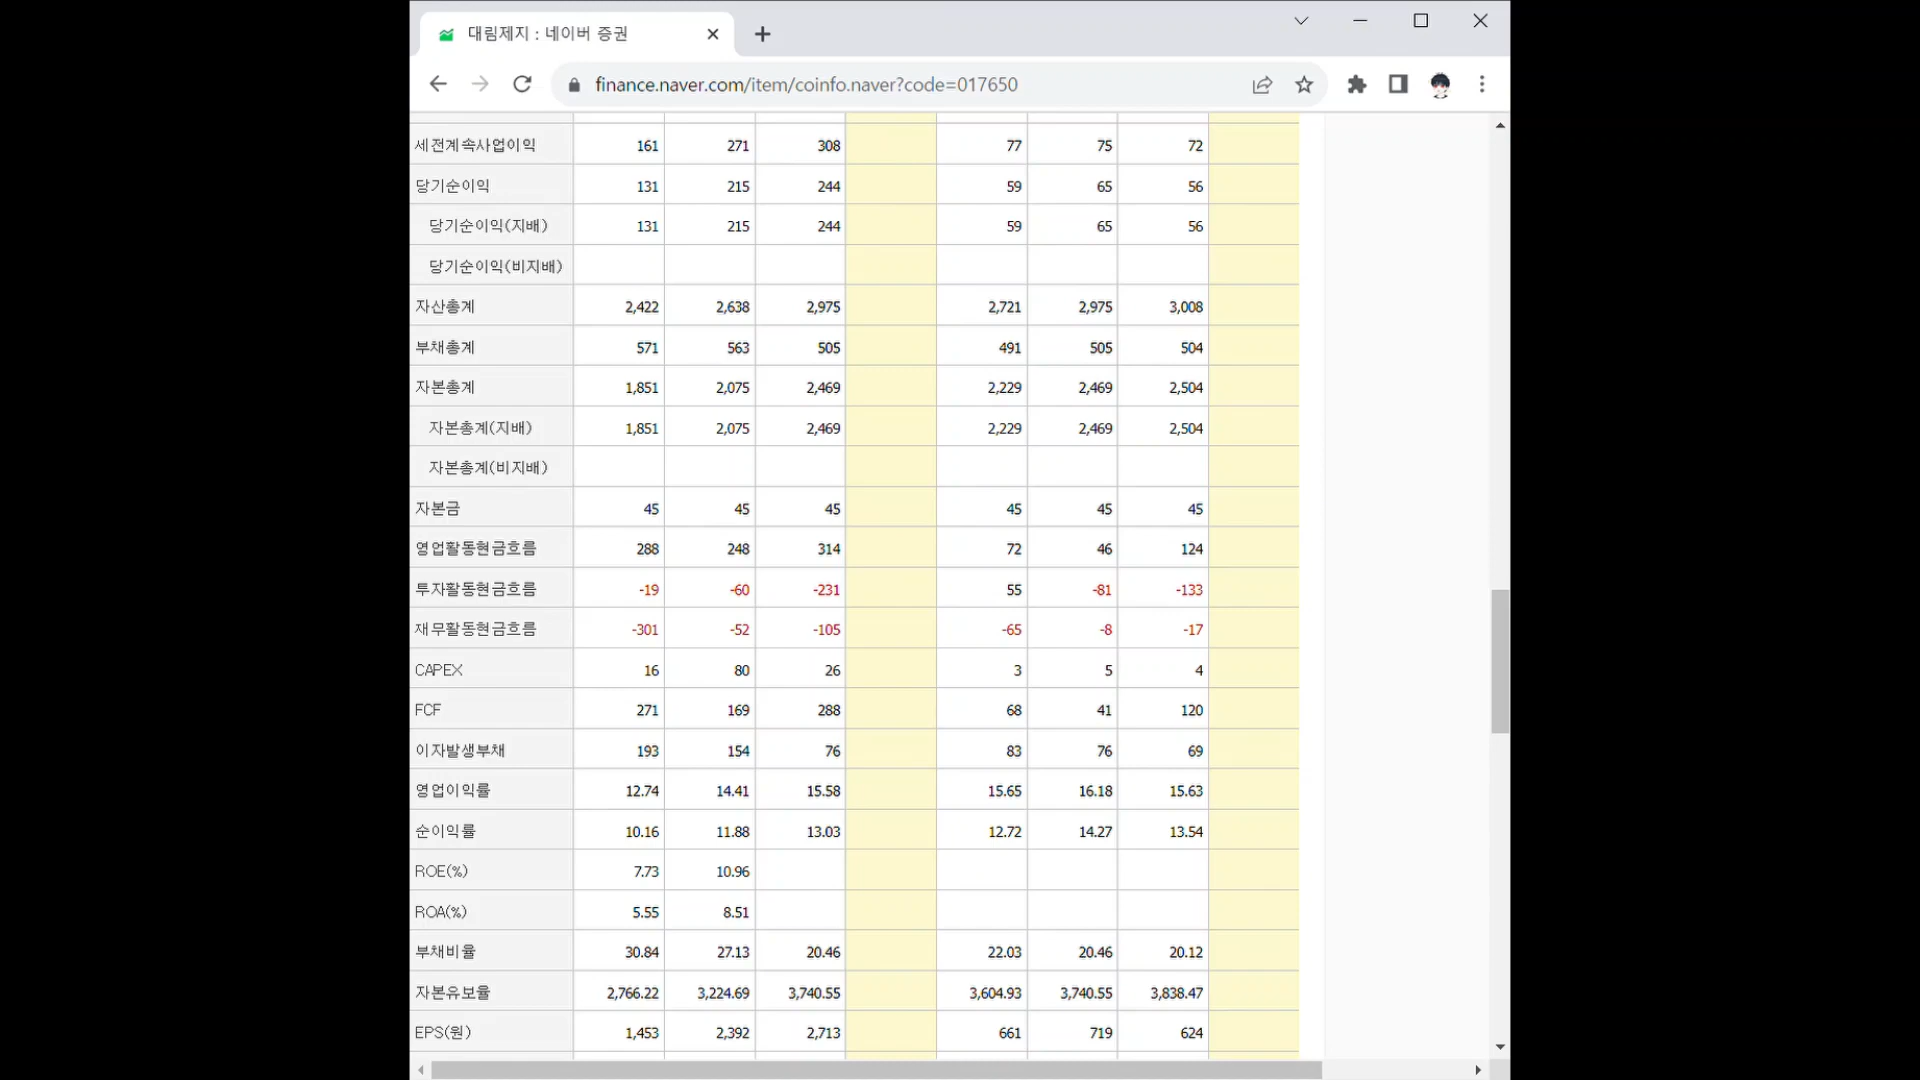 대림제지 : 네이버 증권
finance.naver.com/item/coinfo.naver?code=017650
세전계속사업이익 161 271 308 77 75 72
당기순이익 131 215 244 59 65 56
당기순이익(지배) 131 215 244 59 65 56
당기순이익(비지배)
자산총계 2,422 2,638 2,975 2,721 2,975 3,008
부채총계 571 563 505 491 505 504
자본총계 1,851 2,075 2,469 2,229 2,469 2,504
자본총계(지배) 1,851 2,075 2,469 2,229 2,469 2,504
자본총계(비지배)
자본금 45 45 45 45 45 45
영업활동현금흐름 288 248 314 72 46 124
투자활동현금흐름 -19 -60 -231 55 -81 -133
재무활동현금흐름 -301 -52 -105 -65 -8 -17
CAPEX 16 80 26 3 5 4
FCF 271 169 288 68 41 120
이자발생부채 193 154 76 83 76 69
영업이익률 12.74 14.41 15.58 15.65 16.18 15.63
순이익률 10.16 11.88 13.03 12.72 14.27 13.54
ROE(%) 7.73 10.96
ROA(%) 5.55 8.51
부채비율 30.84 27.13 20.46 22.03 20.46 20.12
자본유보율 2,766.22 3,224.69 3,740.55 3,604.93 3,740.55 3,838.47
EPS(원) 1,453 2,392 2,713 661 719 624